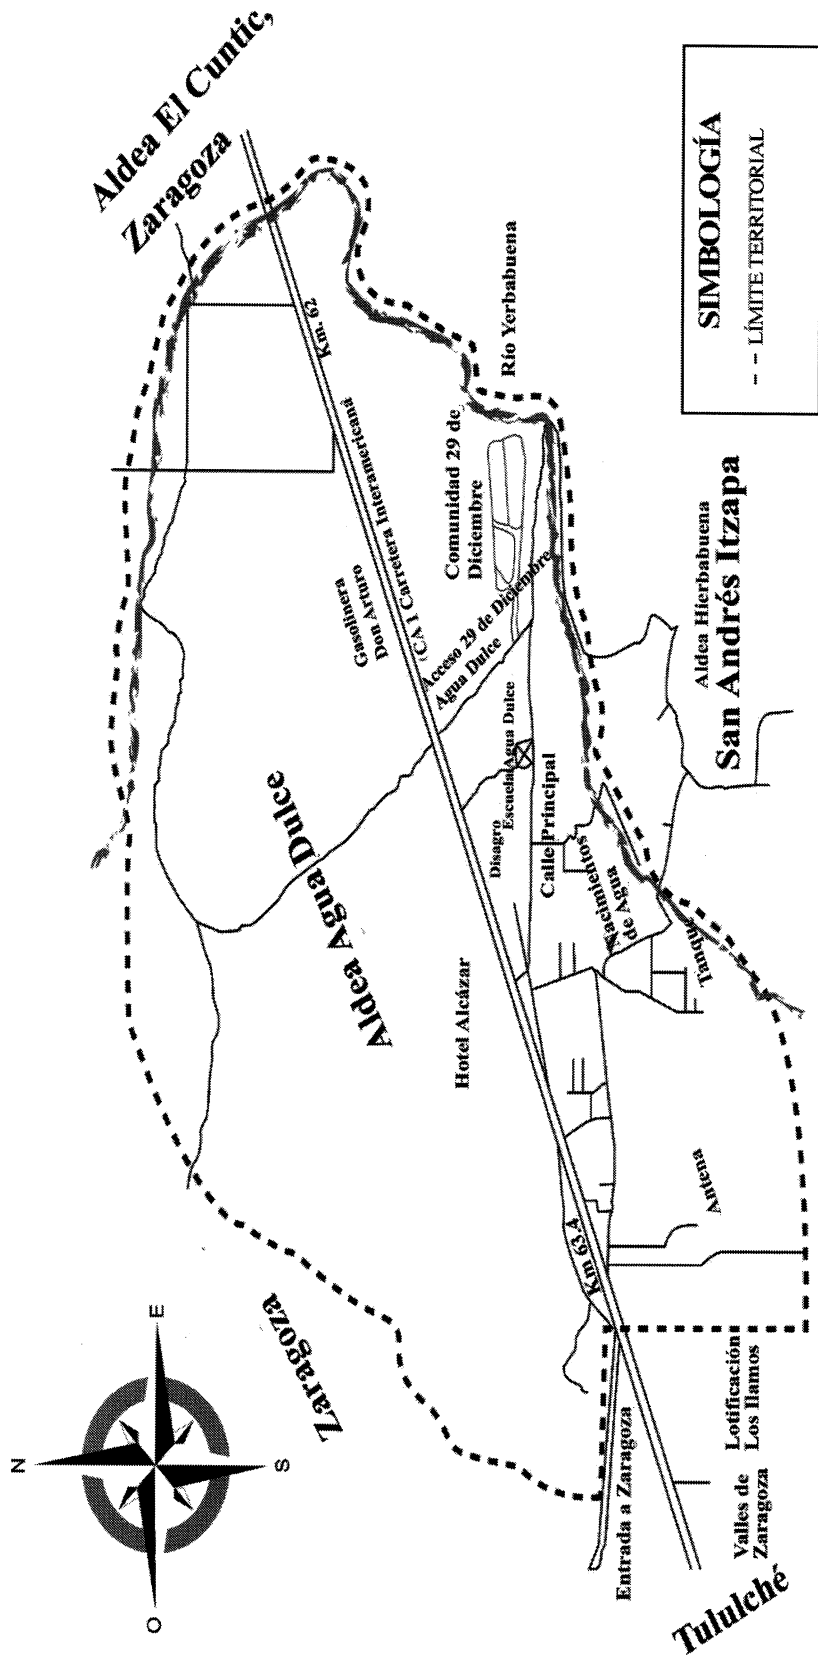 N
O
E
S
Aldea El Cuntic,
Zaragoza
Km. 62
(CA 1 Carretera Interamericana
Gasolinera
Don Arturo
Río Yerbabuena
Comunidad 29 de
Diciembre
Acceso 29 de Diciembre
Agua Dulce
Aldea Agua Dulce
Escuela Agua Dulce
Disagro
Calle Principal
Nacimientos
de Agua
Tanque
Hotel Alcázar
Aldea Hierbabuena
San Andrés Itzapa
Zaragoza
Km 63.4
Antena
Entrada a Zaragoza
Lotificación
Los Ilamos
Valles de
Zaragoza
Tululché
SIMBOLOGÍA
-- LÍMITE TERRITORIAL